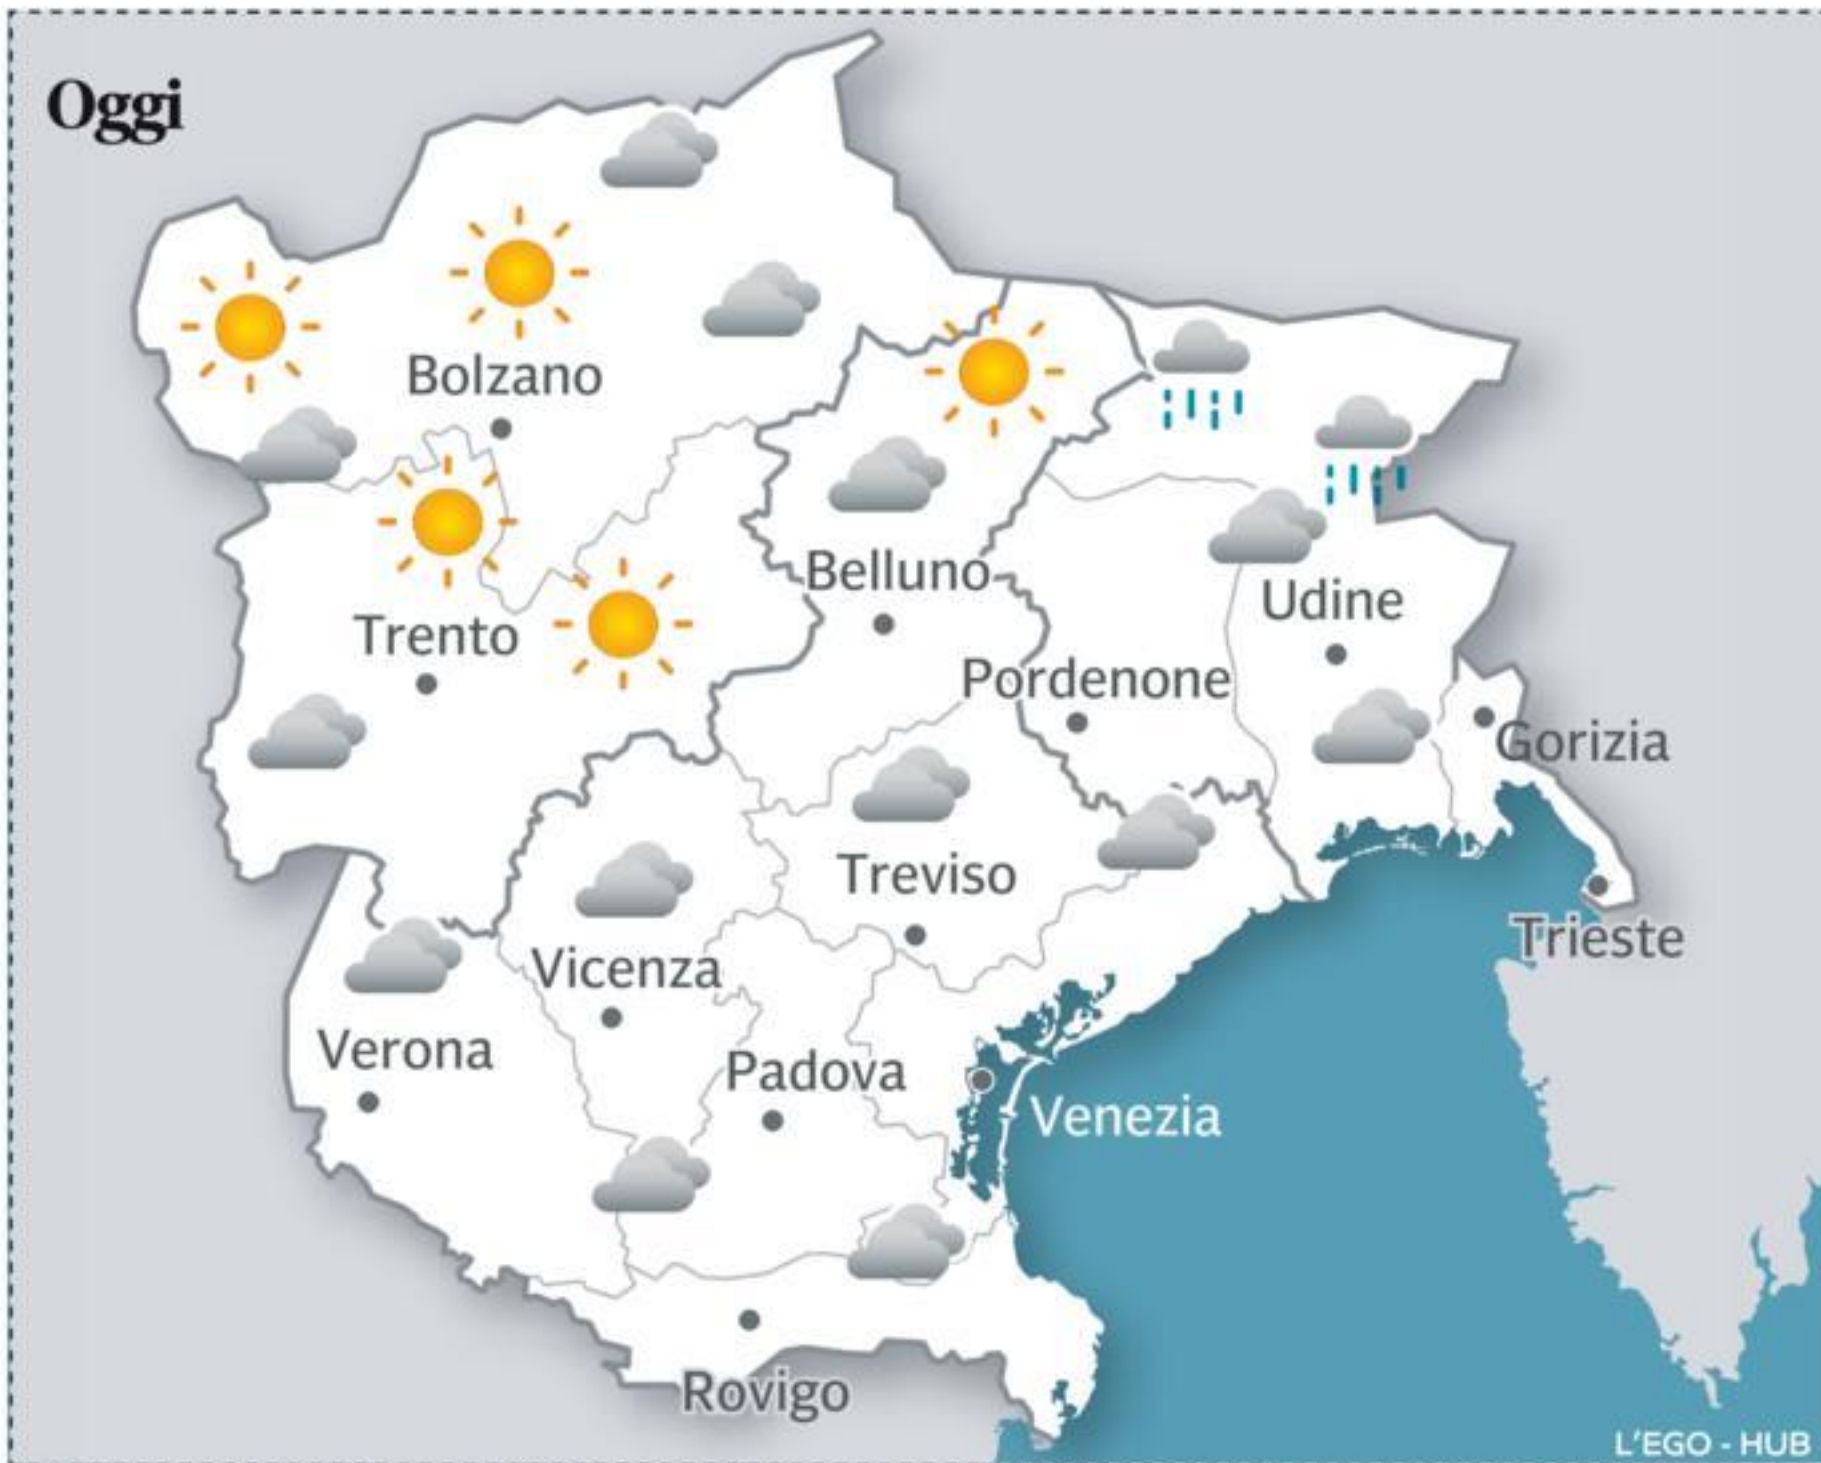 Oggi
Bolzano
Belluno
Udine
Trento
Pordenone
Gorizia
Treviso
Trieste
Vicenza
Verona
Padova
Venezia
Rovigo
L'EGO - HUB